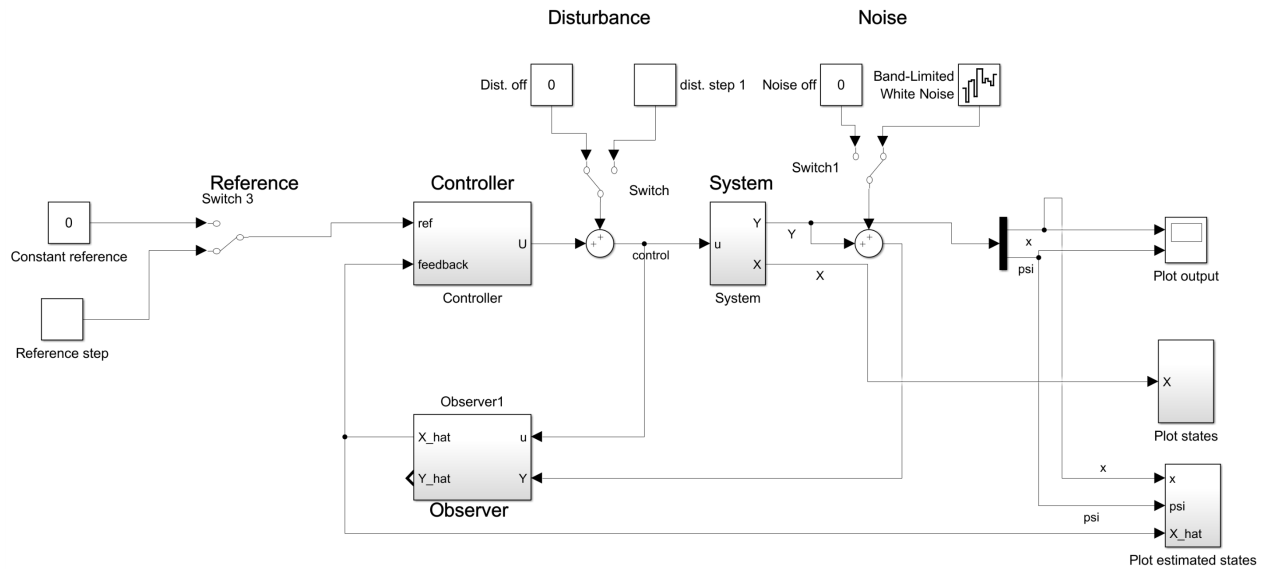 Disturbance
Noise
Dist. off
0
dist. step 1
Noise off
0
Band-Limited
White Noise
Switch
Switch1
Reference
Switch 3
Controller
System
0
Constant reference
ref
feedback
U
Controller
control
u
Y
X
System
Y
X
x
psi
Plot output
Reference step
X
Plot states
Observer1
X_hat
Y_hat
u
Y
Observer
x
psi
x
psi
X_hat
Plot estimated states